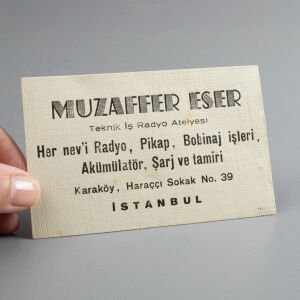 MUZAFFER ESER
Teknik İş Radyo Atelyesi
Her nev'i Radyo, Pikap, Bobinaj işleri,
Akümülatör, Şarj ve tamiri
Karaköy, Haraççı Sokak No. 39
İSTANBUL